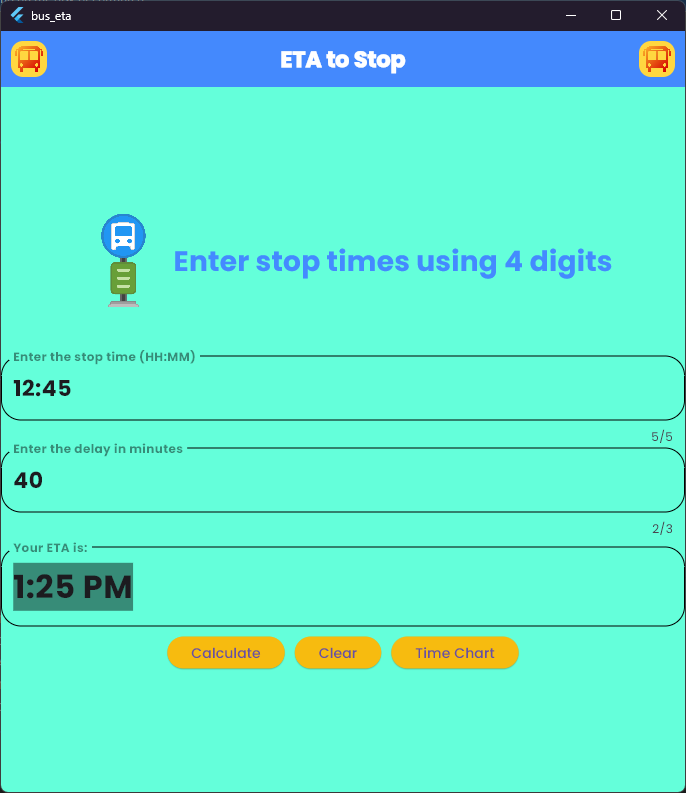 bus_eta
ETA to Stop
Enter stop times using 4 digits
Enter the stop time (HH:MM)
12:45
5/5
Enter the delay in minutes
40
2/3
Your ETA is:
1:25 PM
Calculate Clear Time Chart